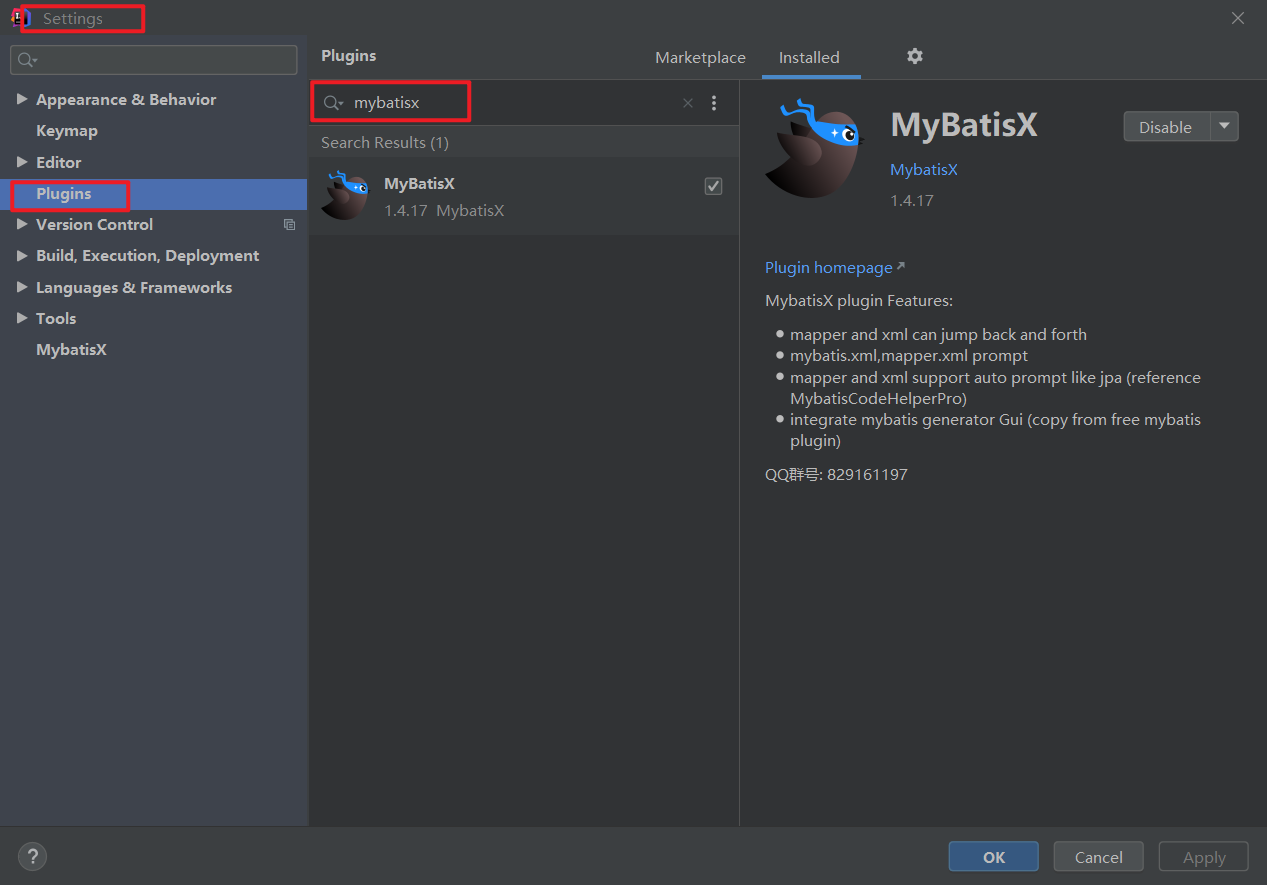 Settings
Appearance & Behavior
Keymap
Editor
Plugins
Version Control
Build, Execution, Deployment
Languages & Frameworks
Tools
MybatisX
Plugins
Marketplace
Installed
mybatisx
Search Results (1)
MyBatisX
1.4.17 MybatisX
MyBatisX
Disable
MybatisX
1.4.17
Plugin homepage
MybatisX plugin Features:
mapper and xml can jump back and forth
mybatis.xml,mapper.xml prompt
mapper and xml support auto prompt like jpa (reference
MybatisCodeHelperPro)
integrate mybatis generator Gui (copy from free mybatis
plugin)
QQ群号: 829161197
?
OK
Cancel
Apply